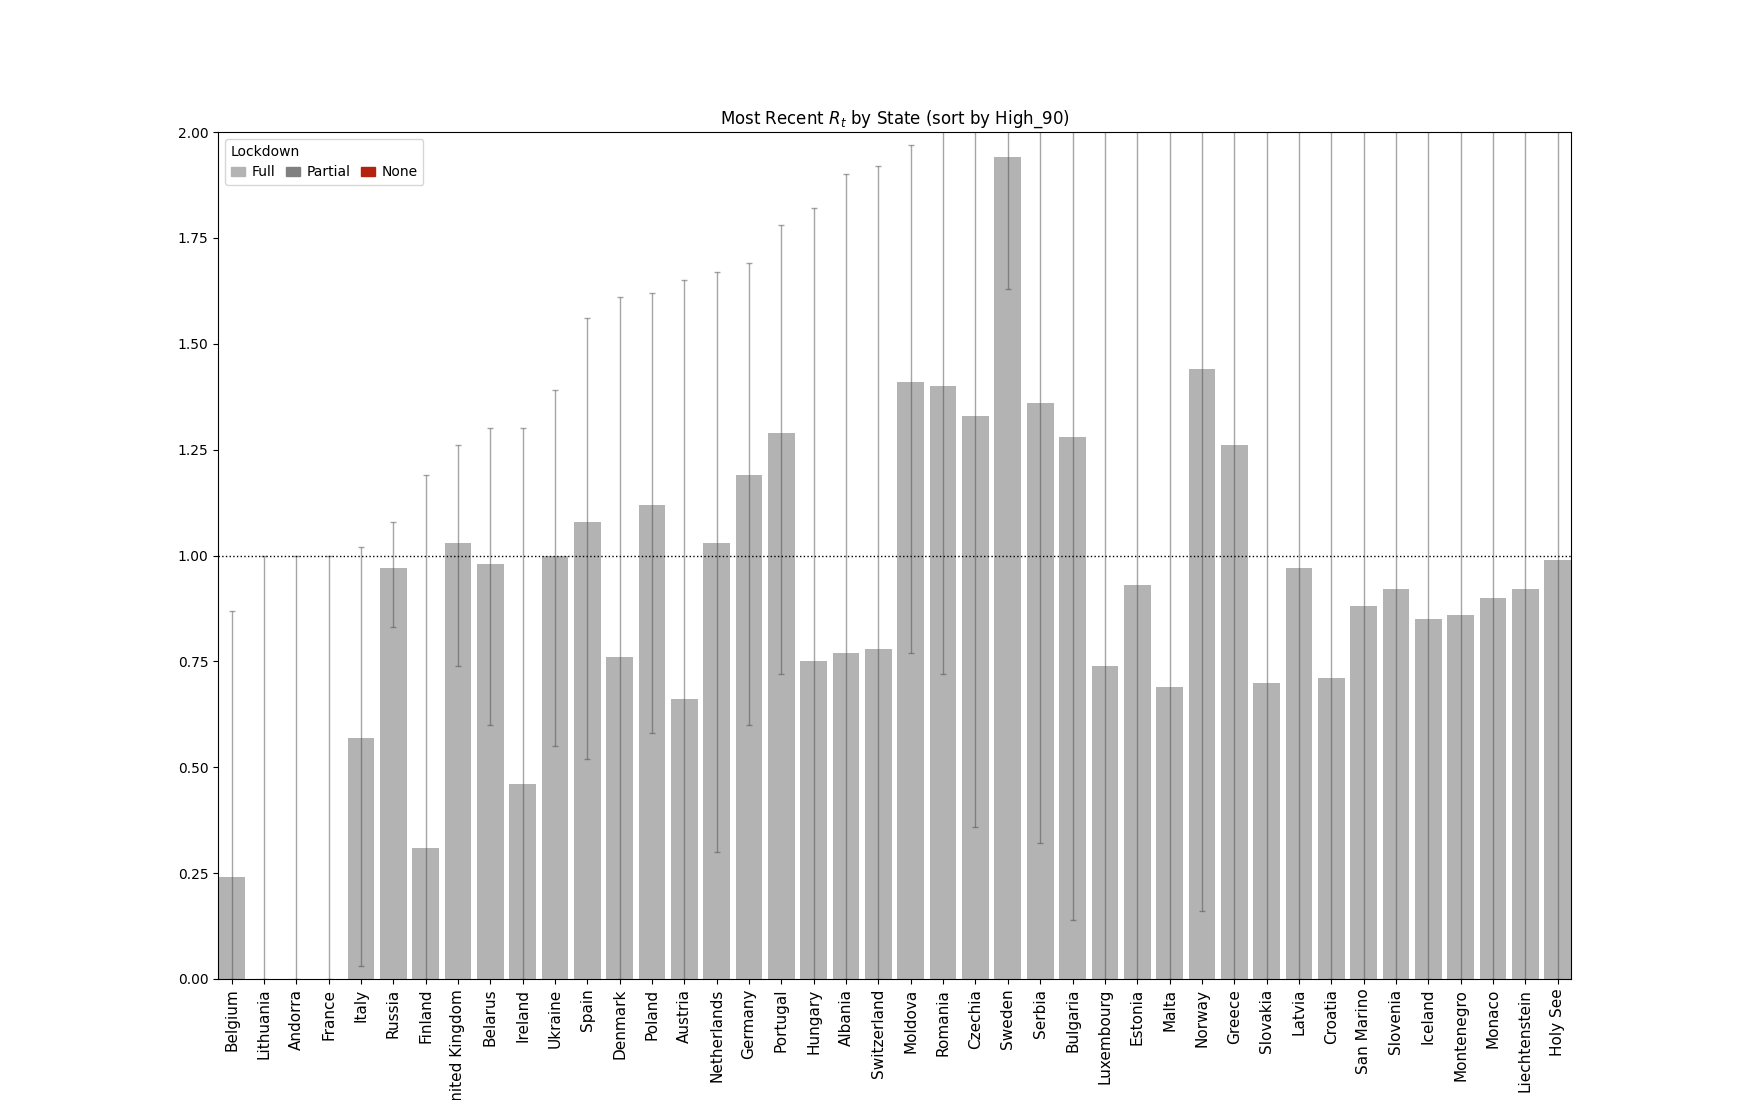 Most Recent Rt by State (sort by High_90)
Lockdown
Full Partial None
2.00
1.75
1.50
1.25
1.00
0.75
0.50
0.25
0.00
Belgium
Lithuania
Andorra
France
Italy
Russia
Finland
nited Kingdom
Belarus
Ireland
Ukraine
Spain
Denmark
Poland
Austria
Netherlands
Germany
Portugal
Hungary
Albania
Switzerland
Moldova
Romania
Czechia
Sweden
Serbia
Bulgaria
Luxembourg
Estonia
Malta
Norway
Greece
Slovakia
Latvia
Croatia
San Marino
Slovenia
Iceland
Montenegro
Monaco
Liechtenstein
Holy See